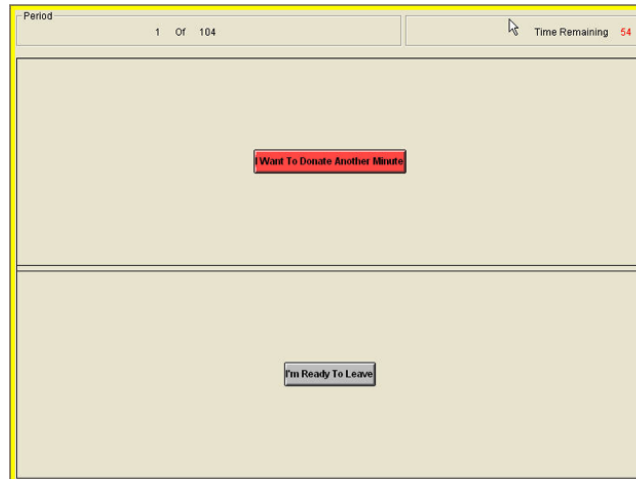 Period
1 Of 104
Time Remaining 54
I Want To Donate Another Minute
I'm Ready To Leave